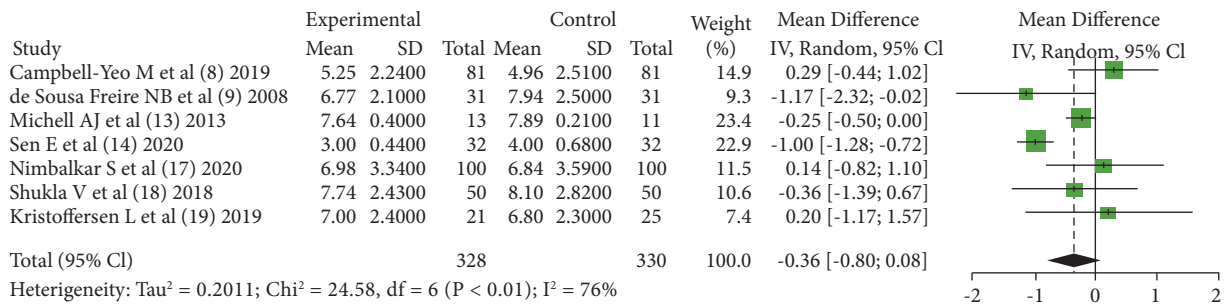 Experimental Control Weight Mean Difference Mean Difference
Study Mean SD Total Mean SD Total (%) IV, Random, 95% Cl IV, Random, 95% Cl
Campbell-Yeo M et al (8) 2019 5.25 2.2400 81 4.96 2.5100 81 14.9 0.29 [-0.44; 1.02]
de Sousa Freire NB et al (9) 2008 6.77 2.1000 31 7.94 2.5000 31 9.3 -1.17 [-2.32; -0.02]
Michell AJ et al (13) 2013 7.64 0.4000 13 7.89 0.2100 11 23.4 -0.25 [-0.50; 0.00]
Sen E et al (14) 2020 3.00 0.4400 32 4.00 0.6800 32 22.9 -1.00 [-1.28; -0.72]
Nimbalkar S et al (17) 2020 6.98 3.3400 100 6.84 3.5900 100 11.5 0.14 [-0.82; 1.10]
Shukla V et al (18) 2018 7.74 2.4300 50 8.10 2.8200 50 10.6 -0.36 [-1.39; 0.67]
Kristoffersen L et al (19) 2019 7.00 2.4000 21 6.80 2.3000 25 7.4 0.20 [-1.17; 1.57]
Total (95% Cl) 328 330 100.0 -0.36 [-0.80; 0.08]
Heterigeneity: Tau² = 0.2011; Chi² = 24.58, df = 6 (P < 0.01); I² = 76%
-2 -1 0 1 2